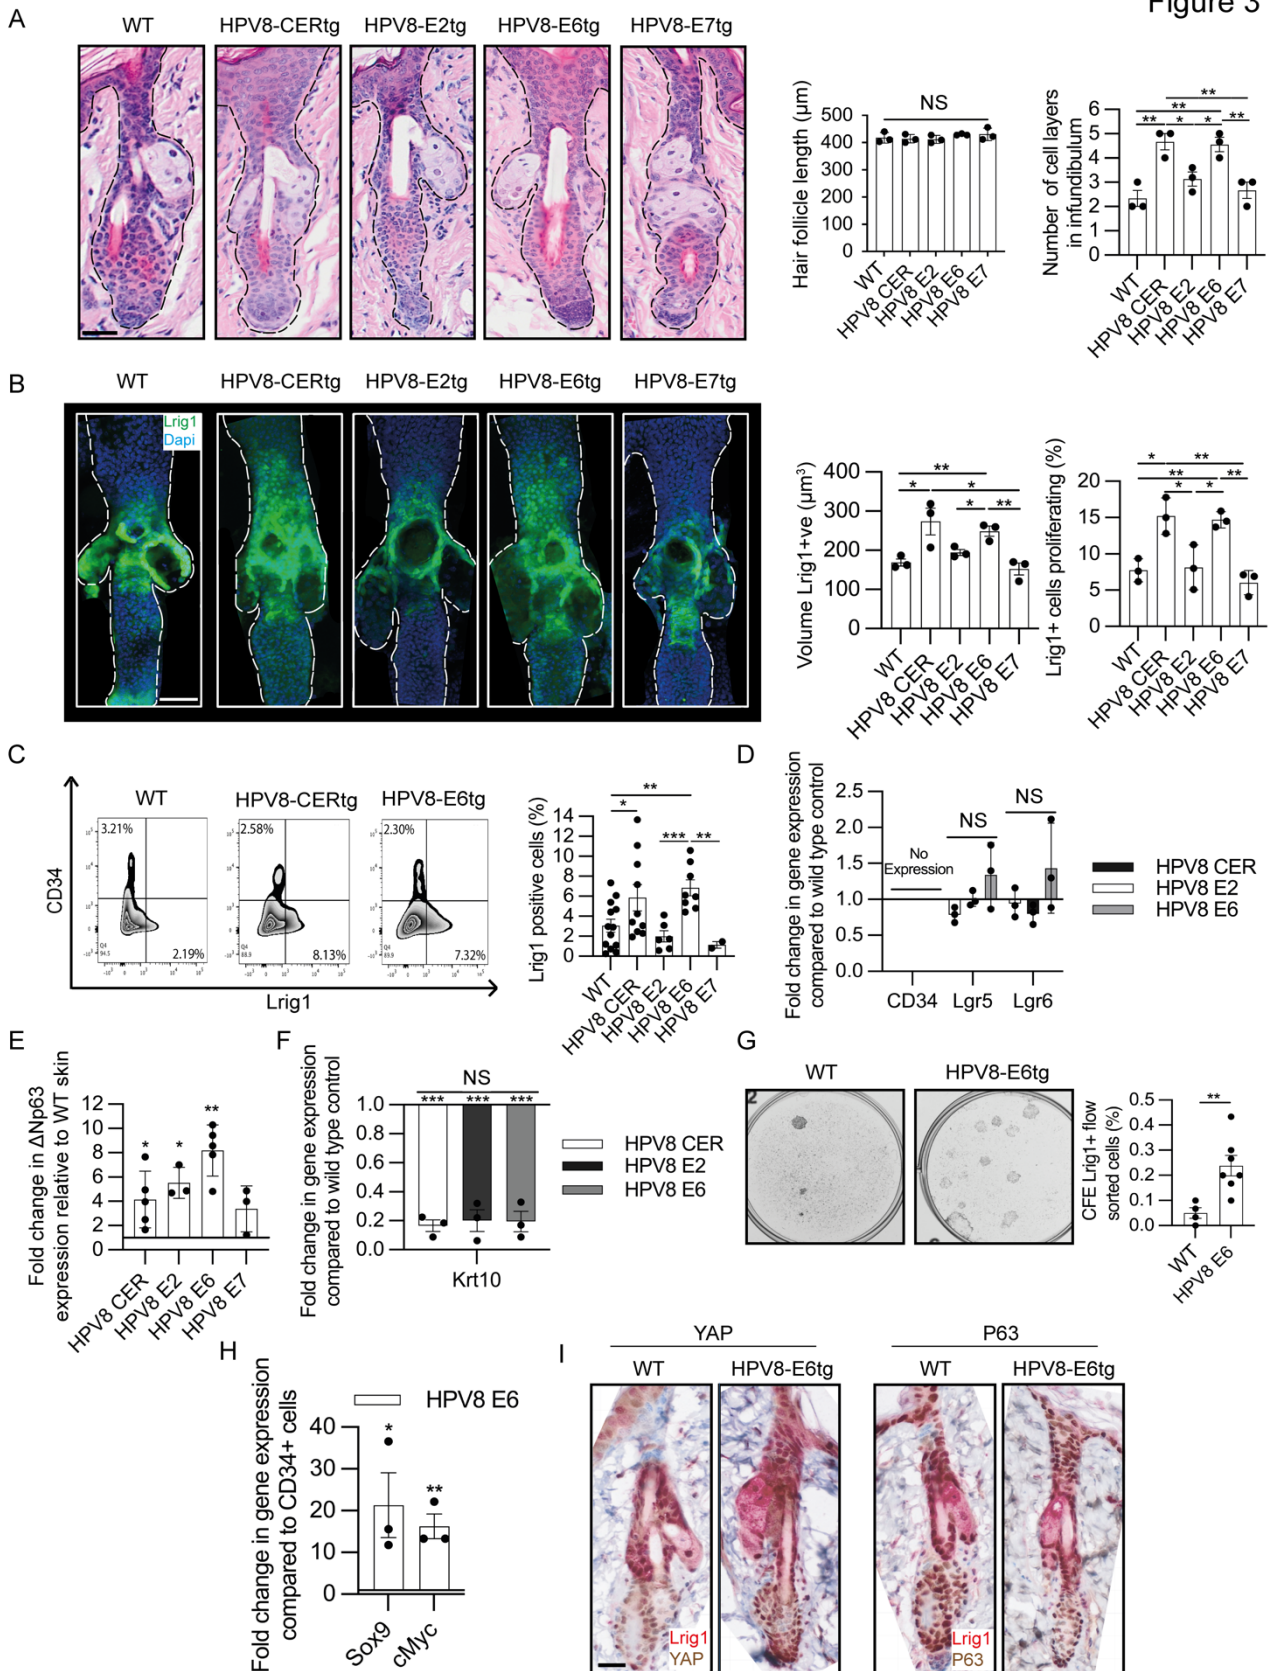 Figure 3
A
WT
HPV8-CERtg
HPV8-E2tg
HPV8-E6tg
HPV8-E7tg
Hair follicle length (µm)
500
400
300
200
100
0
NS
WT
HPV8 CER
HPV8 E2
HPV8 E6
HPV8 E7
Number of cell layers
in infundibulum
6
5
4
3
2
1
0
**
**
** * * **
WT
HPV8 CER
HPV8 E2
HPV8 E6
HPV8 E7
B
WT
HPV8-CERtg
HPV8-E2tg
HPV8-E6tg
HPV8-E7tg
Lrig1
Dapi
Volume Lrig1+ve (µm³)
400
300
200
100
0
**
* *
* **
WT
HPV8 CER
HPV8 E2
HPV8 E6
HPV8 E7
Lrig1+ cells proliferating (%)
20
15
10
5
0
* **
** **
* *
WT
HPV8 CER
HPV8 E2
HPV8 E6
HPV8 E7
C
WT
HPV8-CERtg
HPV8-E6tg
CD34
3.21%
2.19%
2.58%
8.13%
2.30%
7.32%
Lrig1
Lrig1 positive cells (%)
14
12
10
8
6
4
2
0
**
*
*** **
WT
HPV8 CER
HPV8 E2
HPV8 E6
HPV8 E7
D
Fold change in gene expression
compared to wild type control
2.5
2.0
1.5
1.0
0.5
0.0
No
Expression
NS
NS
CD34
Lgr5
Lgr6
HPV8 CER
HPV8 E2
HPV8 E6
E
Fold change in ΔNp63
expression relative to WT skin
12
10
8
6
4
2
0
* * **
HPV8 CER
HPV8 E2
HPV8 E6
HPV8 E7
F
Fold change in gene expression
compared to wild type control
1.0
0.8
0.6
0.4
0.2
0.0
NS
*** *** ***
Krt10
HPV8 CER
HPV8 E2
HPV8 E6
G
WT
HPV8-E6tg
CFE Lrig1+ flow
sorted cells (%)
0.5
0.4
0.3
0.2
0.1
0.0
**
WT
HPV8 E6
H
Fold change in gene expression
compared to CD34+ cells
HPV8 E6
40
30
20
10
0
*
**
Sox9
cMyc
I
YAP
P63
WT
HPV8-E6tg
WT
HPV8-E6tg
Lrig1
YAP
Lrig1
P63